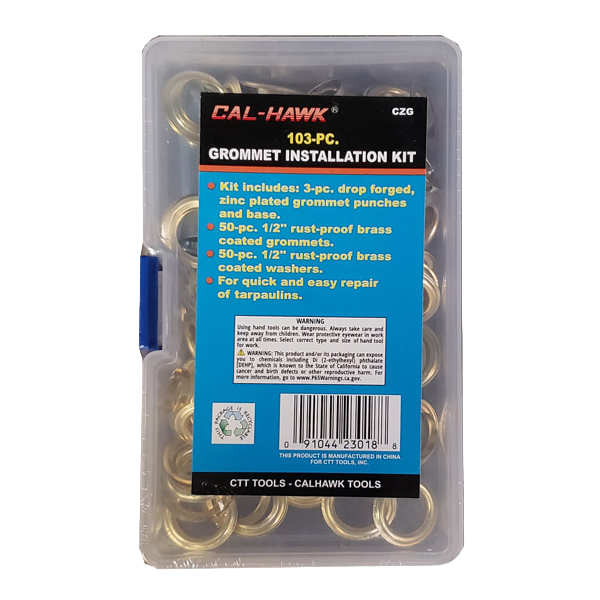 CAL-HAWK®
CZG
103-PC.
GROMMET INSTALLATION KIT
• Kit includes: 3-pc. drop forged,
zinc plated grommet punches
and base.
• 50-pc. 1/2" rust-proof brass
coated grommets.
• 50-pc. 1/2" rust-proof brass
coated washers.
• For quick and easy repair
of tarpaulins.
WARNING
Using hand tools can be dangerous. Always take care and
keep away from children. Wear protective eyewear in work
area at all times. Select correct type and size of hand tool
for work.
WARNING: This product and/or its packaging can expose
you to chemicals including Di (2-ethylhexyl) phthalate
[DEHP], which is known to the State of California to cause
cancer and birth defects or other reproductive harm. For
more information, go to www.P65Warnings.ca.gov.
PACKAGE IS RECYCLABLE
0 91044 23018 8
THIS PRODUCT IS MANUFACTURED IN CHINA
FOR CTT TOOLS, INC.
CTT TOOLS - CALHAWK TOOLS